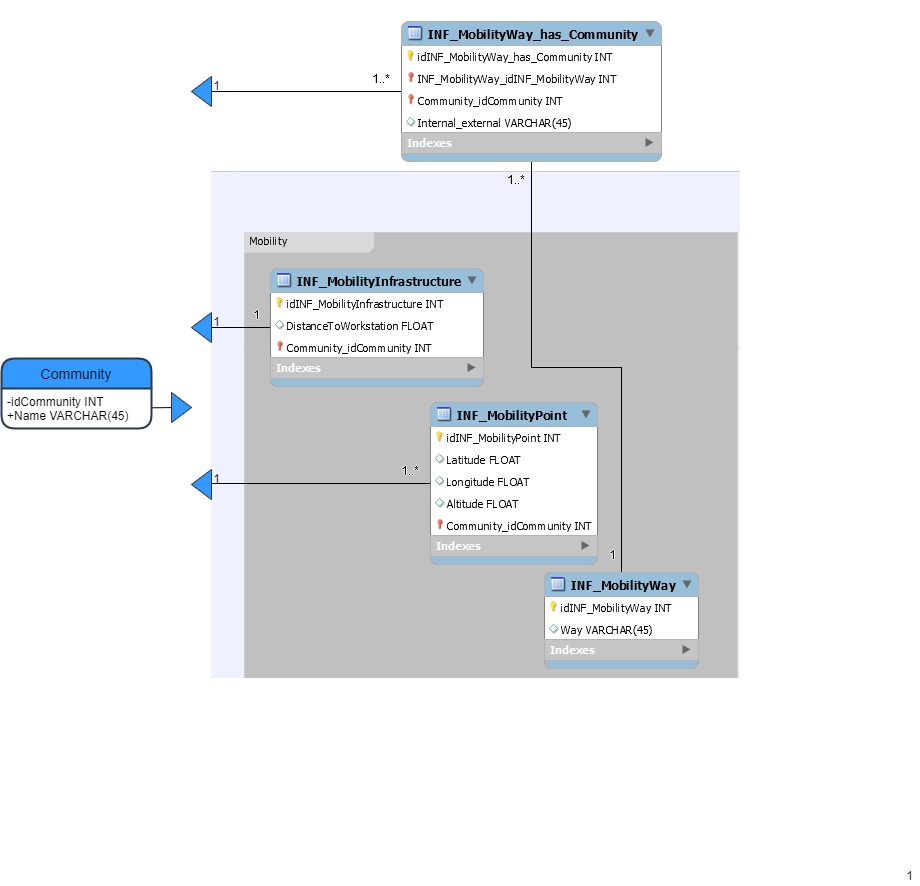 INF_MobilityWay_has_Community
idINF_MobilityWay_has_Community INT
INF_MobilityWay_idINF_MobilityWay INT
Community_idCommunity INT
Internal_external VARCHAR(45)
Indexes
1
1..*
1..*
Mobility
INF_MobilityInfrastructure
idINF_MobilityInfrastructure INT
DistanceToWorkstation FLOAT
Community_idCommunity INT
Indexes
1
1
Community
-idCommunity INT
+Name VARCHAR(45)
INF_MobilityPoint
idINF_MobilityPoint INT
Latitude FLOAT
Longitude FLOAT
Altitude FLOAT
Community_idCommunity INT
Indexes
1
1..*
1
INF_MobilityWay
idINF_MobilityWay INT
Way VARCHAR(45)
Indexes
1